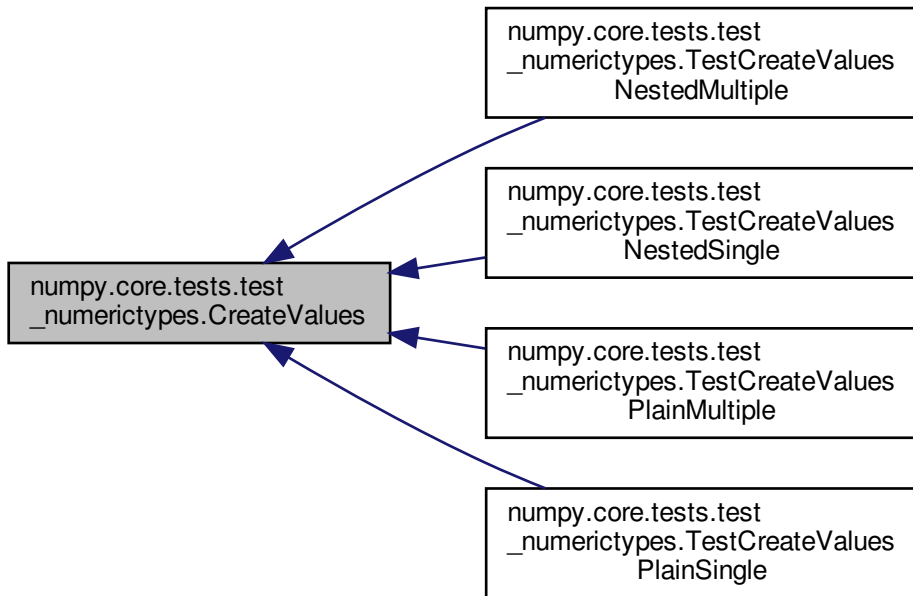 numpy.core.tests.test
_numerictypes.TestCreateValues
NestedMultiple
numpy.core.tests.test
_numerictypes.TestCreateValues
NestedSingle
numpy.core.tests.test
_numerictypes.CreateValues
numpy.core.tests.test
_numerictypes.TestCreateValues
PlainMultiple
numpy.core.tests.test
_numerictypes.TestCreateValues
PlainSingle